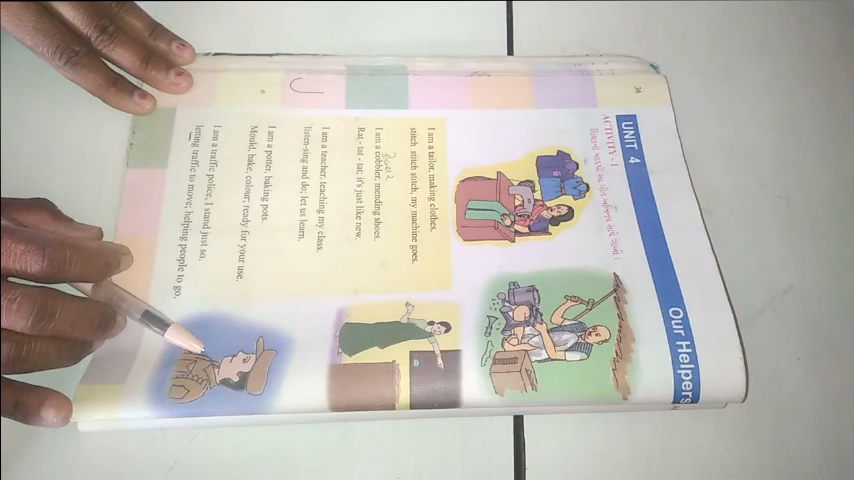 36
UNIT 4
Our Helpers
ACTIVITY - 1
I am a tailor, making clothes.
stitch stitch stitch, my machine goes.
I am a cobbler, mending shoes.
Rat - tat - tat; it's just like new.
I am a teacher, teaching my class.
listen-sing and do; let us learn.
I am a potter, baking pots.
Mould, bake, colour; ready for your use.
I am a traffic police, I stand just so.
letting traffic to move; helping people to go.